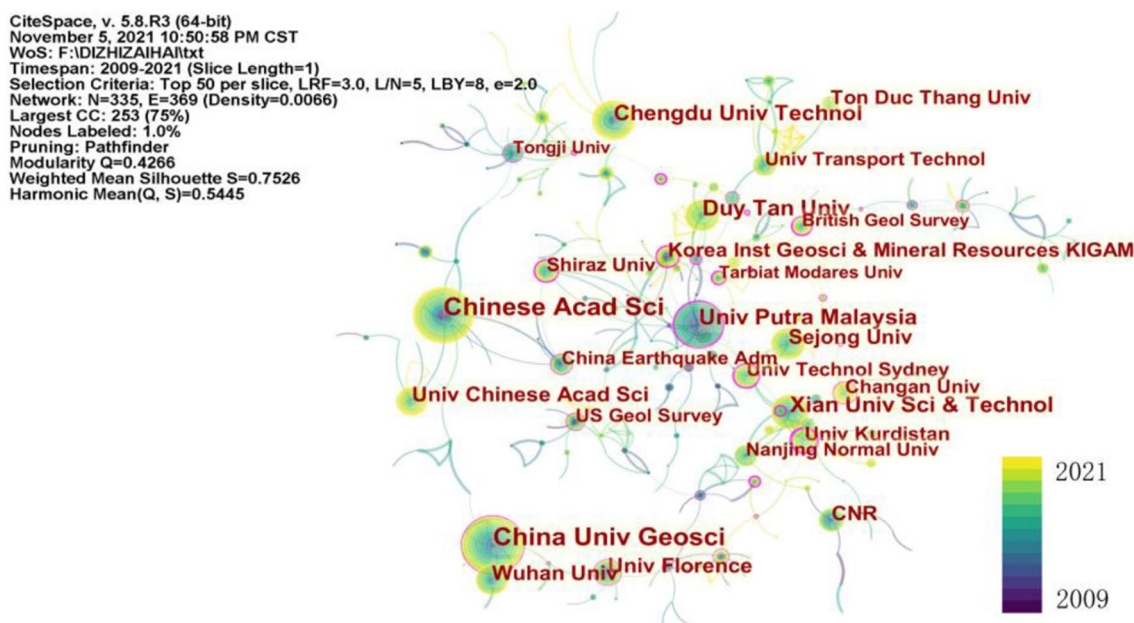 CiteSpace, v. 5.8.R3 (64-bit)
November 5, 2021 10:50:58 PM CST
WoS: F:\DIZHIZAIHAI\txt
Timespan: 2009-2021 (Slice Length=1)
Selection Criteria: Top 50 per slice, LRF=3.0, L/N=5, LBY=8, e=2.0
Network: N=335, E=369 (Density=0.0066)
Largest CC: 253 (75%)
Nodes Labeled: 1.0%
Pruning: Pathfinder
Modularity Q=0.4266
Weighted Mean Silhouette S=0.7526
Harmonic Mean(Q, S)=0.5445
Ton Duc Thang Univ
Chengdu Univ Technol
Tongji Univ
Univ Transport Technol
Duy Tan Univ
British Geol Survey
Korea Inst Geosci & Mineral Resources KIGAM
Shiraz Univ
Tarbiat Modares Univ
Chinese Acad Sci
Univ Putra Malaysia
Sejong Univ
China Earthquake Adm
Univ Technol Sydney
Changan Univ
Univ Chinese Acad Sci
Xian Univ Sci & Technol
US Geol Survey
Univ Kurdistan
Nanjing Normal Univ
CNR
China Univ Geosci
Univ Florence
Wuhan Univ
2021
2009